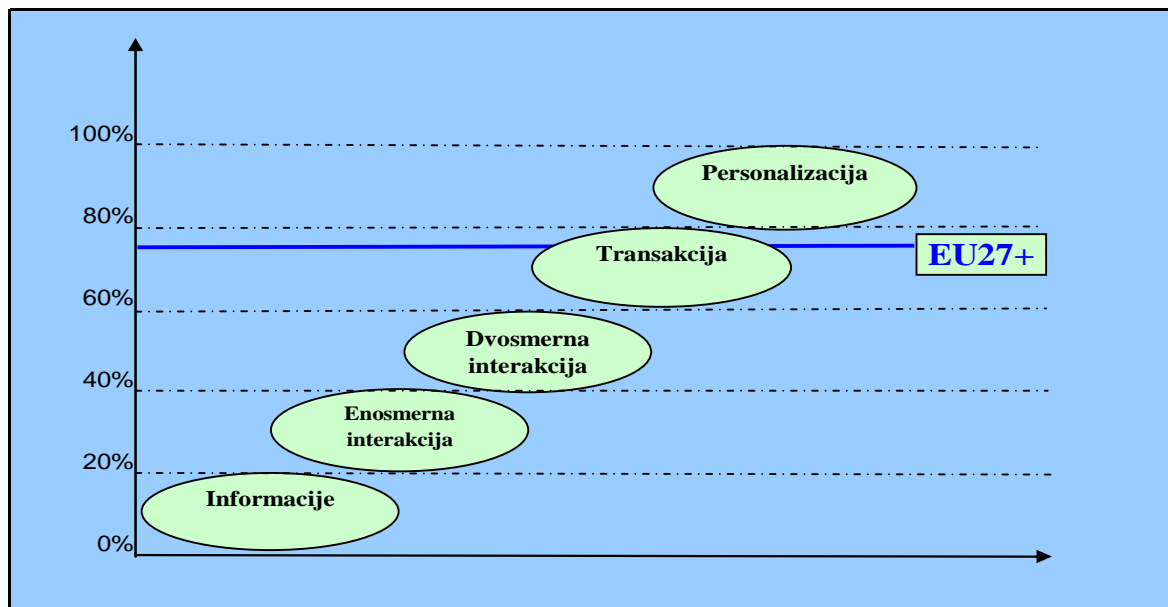 100%
Personalizacija
80%
Transakcija
EU27+
60%
Dvosmerna
interakcija
40%
Enosmerna
interakcija
20%
Informacije
0%